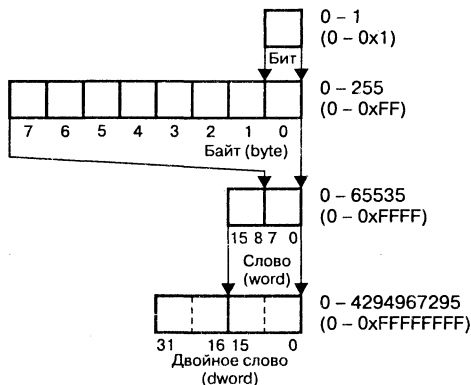 0 – 1
(0 – 0x1)
Бит
0 – 255
(0 – 0xFF)
7 6 5 4 3 2 1 0
Байт (byte)
0 – 65535
(0 – 0xFFFF)
15 8 7 0
Слово
(word)
0 – 4294967295
(0 – 0xFFFFFFFF)
31 16 15 0
Двойное слово
(dword)